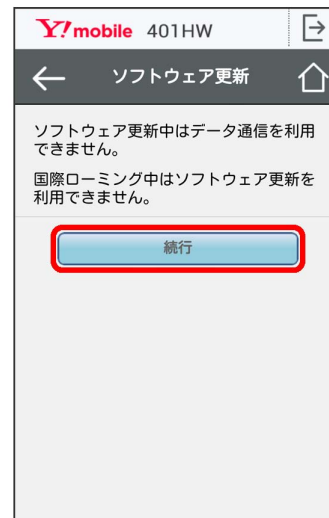 Y!mobile 401HW
ソフトウェア更新
ソフトウェア更新中はデータ通信を利用
できません。
国際ローミング中はソフトウェア更新を
利用できません。
続行